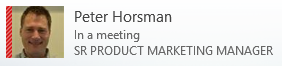 Peter Horsman
In a meeting
SR PRODUCT MARKETING MANAGER